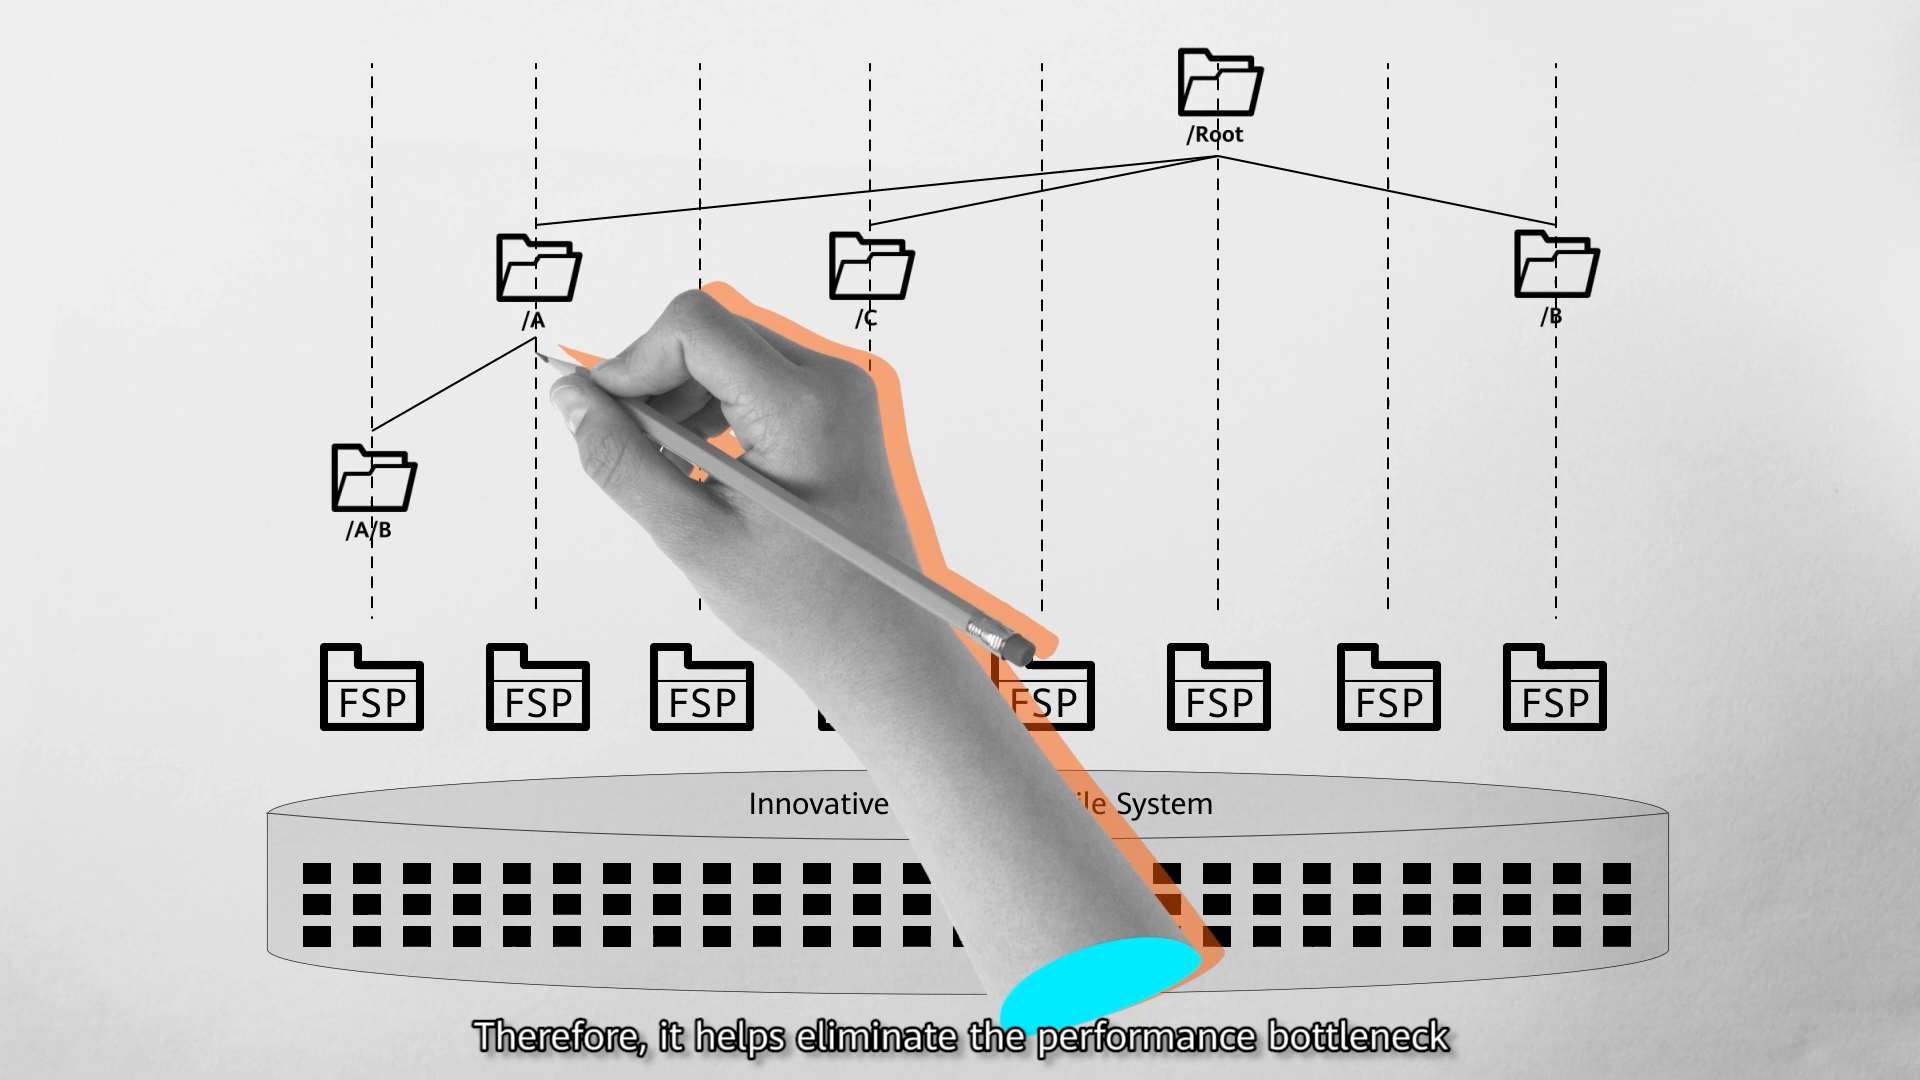 /Root
/A
/C
/B
/A/B
FSP FSP FSP FSP FSP FSP FSP
Innovative ile System
Therefore, it helps eliminate the performance bottleneck